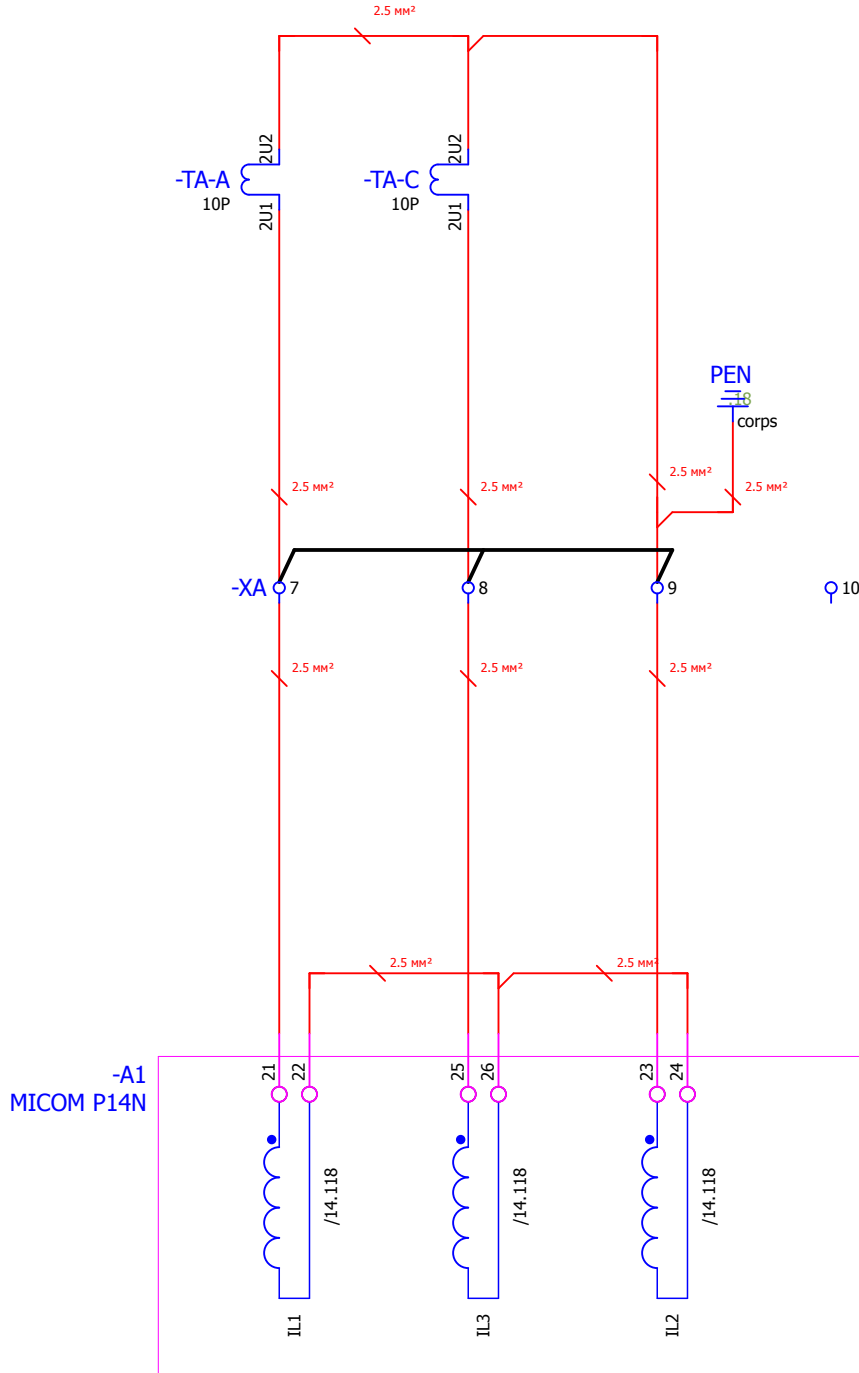 2.5 мм²
2U2
2U2
-TA-A
10P
-TA-C
10P
2U1
2U1
PEN
.18
corps
2.5 мм²
2.5 мм²
2.5 мм²
2.5 мм²
-XA
7
8
9
10
2.5 мм²
2.5 мм²
2.5 мм²
2.5 мм²
2.5 мм²
-A1
MICOM P14N
21
22
25
26
23
24
/14.118
/14.118
/14.118
IL1
IL3
IL2